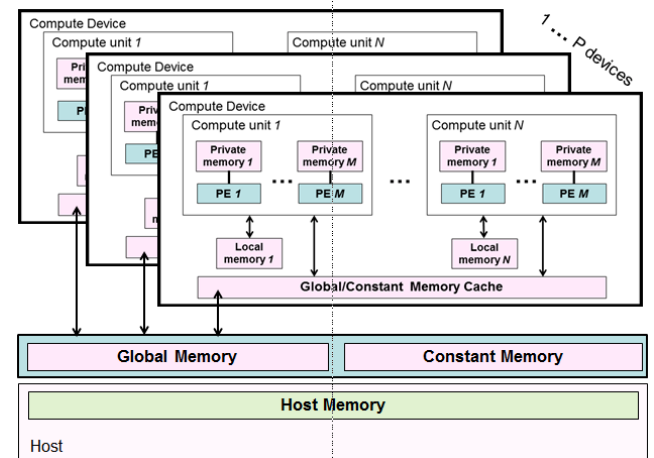 Compute Device
Compute unit 1
Compute unit N
1 ... P devices
Compute Device
Compute unit 1
Compute unit N
Compute Device
Compute unit 1
Compute unit N
Private
memory 1
Private
memory M
Private
memory 1
Private
memory M
PE 1
...
PE M
...
PE 1
...
PE M
Local
memory 1
Local
memory N
Global/Constant Memory Cache
Global Memory
Constant Memory
Host Memory
Host